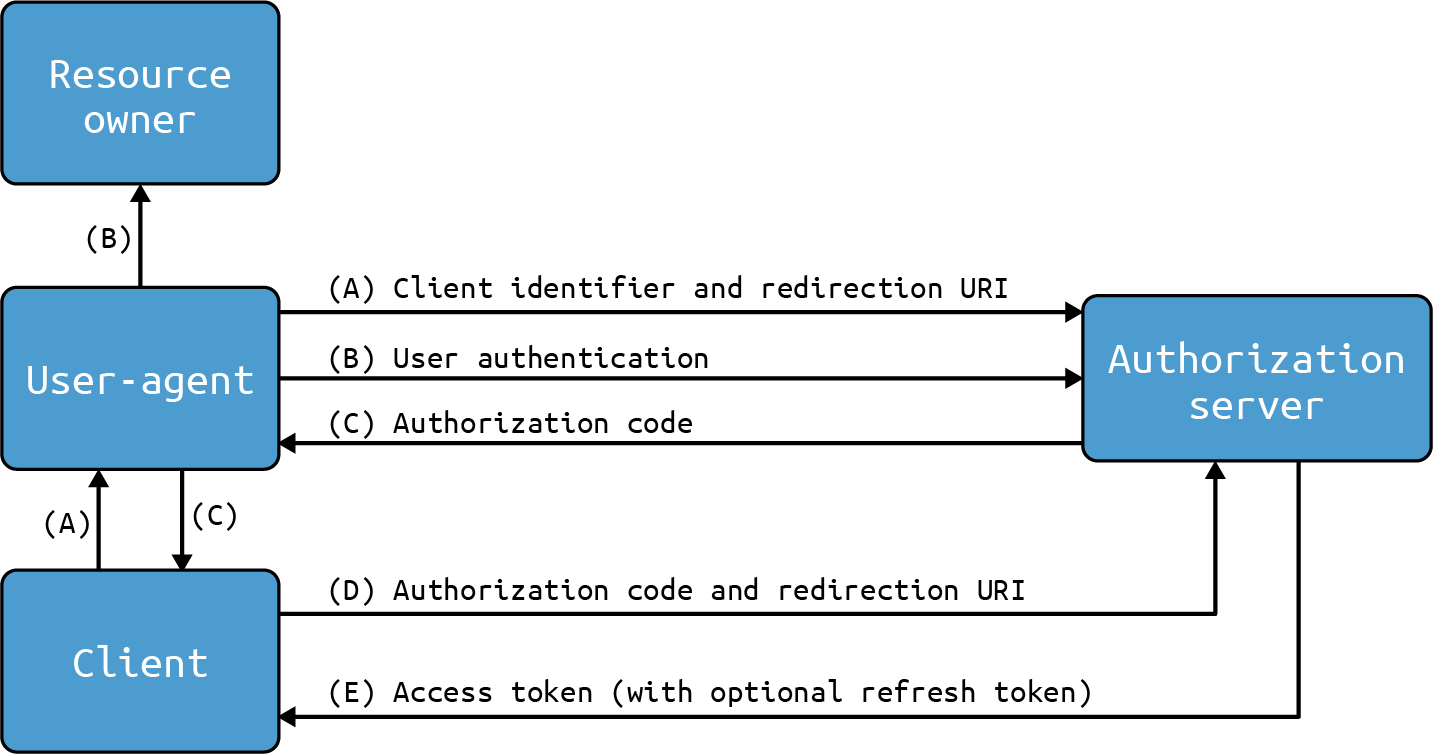 Resource
owner
(B)
(A) Client identifier and redirection URI
(B) User authentication
User-agent
Authorization
server
(C) Authorization code
(A)
(C)
(D) Authorization code and redirection URI
Client
(E) Access token (with optional refresh token)